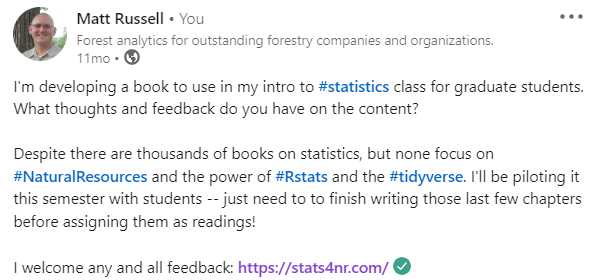 Matt Russell • You
Forest analytics for outstanding forestry companies and organizations.
11mo •
I'm developing a book to use in my intro to #statistics class for graduate students.
What thoughts and feedback do you have on the content?
Despite there are thousands of books on statistics, but none focus on
#NaturalResources and the power of #Rstats and the #tidyverse. I'll be piloting it
this semester with students -- just need to to finish writing those last few chapters
before assigning them as readings!
I welcome any and all feedback: https://stats4nr.com/